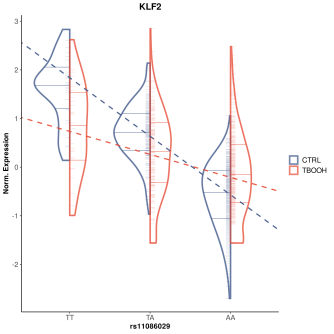 KLF2
3
2
1
0
-1
-2
Norm. Expression
TT TA AA
rs11086029
CTRL
TBOOH